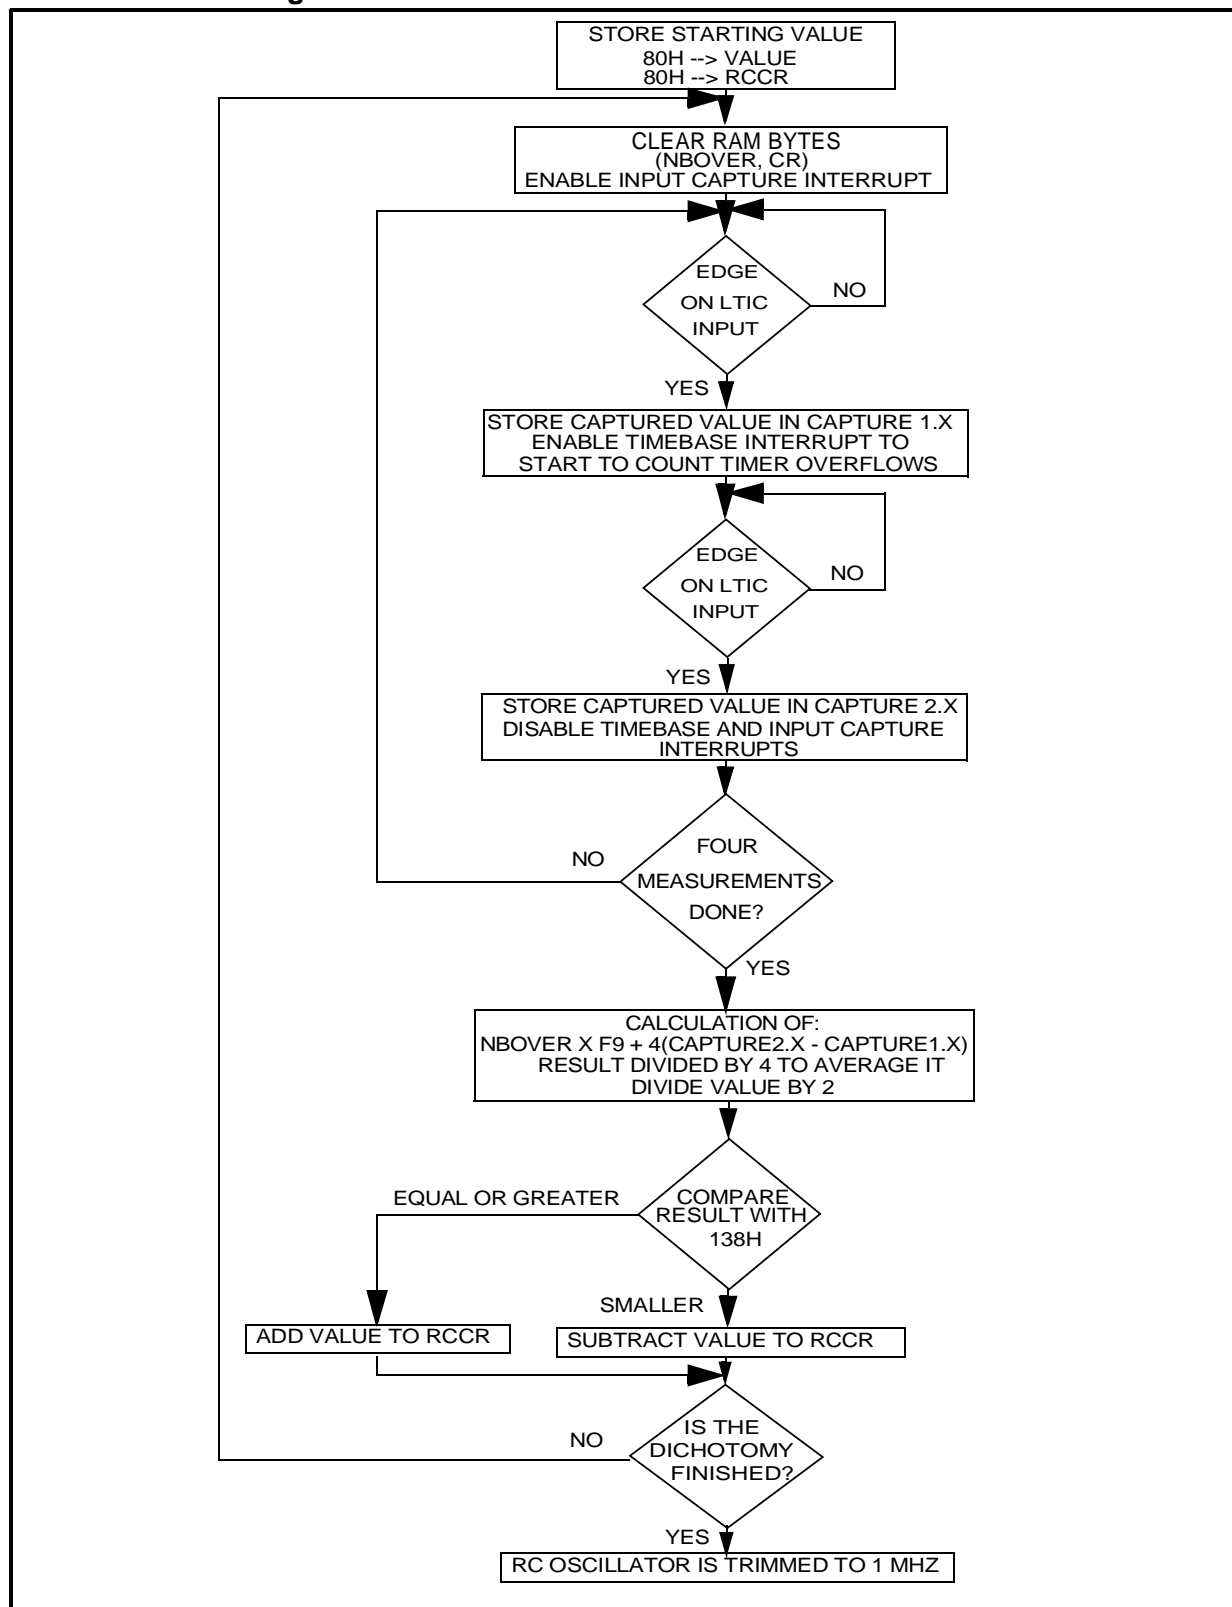 STORE STARTING VALUE
80H --> VALUE
80H --> RCCR
CLEAR RAM BYTES
(NBOVER, CR)
ENABLE INPUT CAPTURE INTERRUPT
EDGE
ON LTIC
INPUT
NO
YES
STORE CAPTURED VALUE IN CAPTURE 1.X
ENABLE TIMEBASE INTERRUPT TO
START TO COUNT TIMER OVERFLOWS
EDGE
ON LTIC
INPUT
NO
YES
STORE CAPTURED VALUE IN CAPTURE 2.X
DISABLE TIMEBASE AND INPUT CAPTURE
INTERRUPTS
FOUR
MEASUREMENTS
DONE?
NO
YES
CALCULATION OF:
NBOVER X F9 + 4(CAPTURE2.X - CAPTURE1.X)
RESULT DIVIDED BY 4 TO AVERAGE IT
DIVIDE VALUE BY 2
COMPARE
RESULT WITH
138H
EQUAL OR GREATER
SMALLER
ADD VALUE TO RCCR
SUBTRACT VALUE TO RCCR
IS THE
DICHOTOMY
FINISHED?
NO
YES
RC OSCILLATOR IS TRIMMED TO 1 MHZ